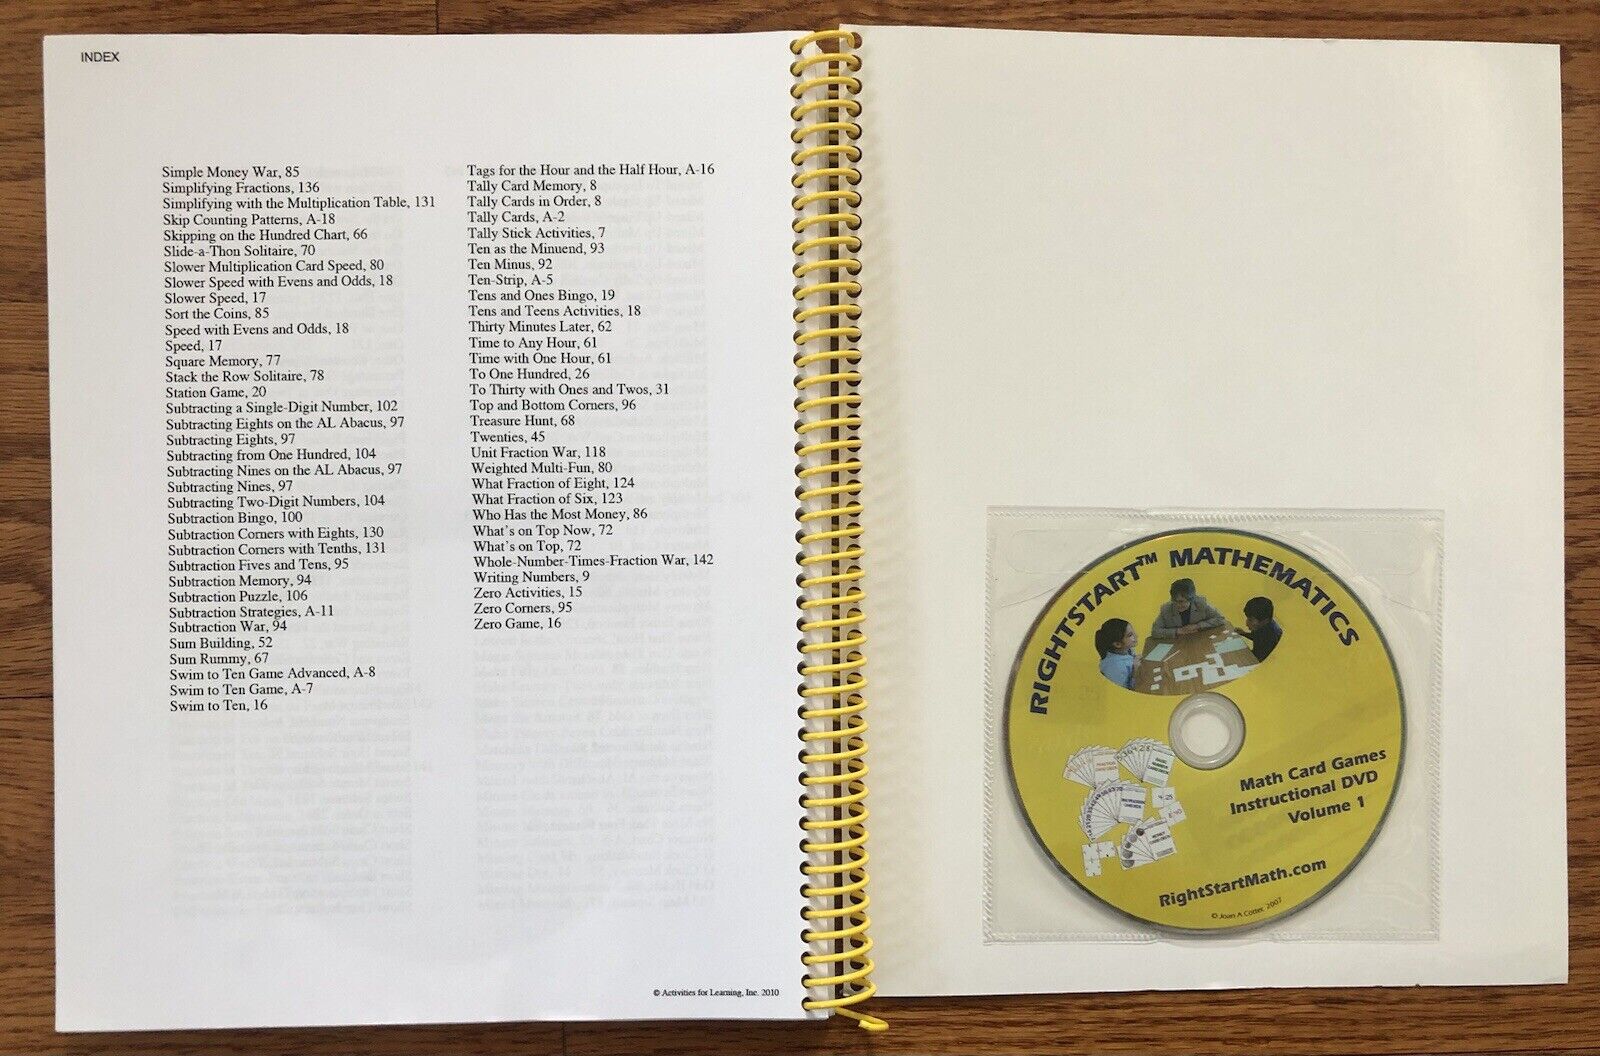 INDEX
Simple Money War, 85
Simplifying Fractions, 136
Simplifying with the Multiplication Table, 131
Skip Counting Patterns, A-18
Skipping on the Hundred Chart, 66
Slide-a-Thon Solitaire, 70
Slower Multiplication Card Speed, 80
Slower Speed with Evens and Odds, 18
Slower Speed, 17
Sort the Coins, 85
Speed with Evens and Odds, 18
Speed, 17
Square Memory, 77
Stack the Row Solitaire, 78
Station Game, 20
Subtracting a Single-Digit Number, 102
Subtracting Eights on the AL Abacus, 97
Subtracting Eights, 97
Subtracting from One Hundred, 104
Subtracting Nines on the AL Abacus, 97
Subtracting Nines, 97
Subtracting Two-Digit Numbers, 104
Subtraction Bingo, 100
Subtraction Corners with Eights, 130
Subtraction Corners with Tenths, 131
Subtraction Fives and Tens, 95
Subtraction Memory, 94
Subtraction Puzzle, 106
Subtraction Strategies, A-11
Subtraction War, 94
Sum Building, 52
Sum Rummy, 67
Swim to Ten Game Advanced, A-8
Swim to Ten Game, A-7
Swim to Ten, 16
Tags for the Hour and the Half Hour, A-16
Tally Card Memory, 8
Tally Cards in Order, 8
Tally Cards, A-2
Tally Stick Activities, 7
Ten as the Minuend, 93
Ten Minus, 92
Ten-Strip, A-5
Tens and Ones Bingo, 19
Tens and Teens Activities, 18
Thirty Minutes Later, 62
Time to Any Hour, 61
Time with One Hour, 61
To One Hundred, 26
To Thirty with Ones and Twos, 31
Top and Bottom Corners, 96
Treasure Hunt, 68
Twenties, 45
Unit Fraction War, 118
Weighted Multi-Fun, 80
What Fraction of Eight, 124
What Fraction of Six, 123
Who Has the Most Money, 86
What's on Top Now, 72
What's on Top, 72
Whole-Number-Times-Fraction War, 142
Writing Numbers, 9
Zero Activities, 15
Zero Corners, 95
Zero Game, 16
© Activities for Learning, Inc. 2010
RIGHTSTART™ MATHEMATICS
Math Card Games
Instructional DVD
Volume 1
RightStartMath.com
© Joan A Cotter, 2007